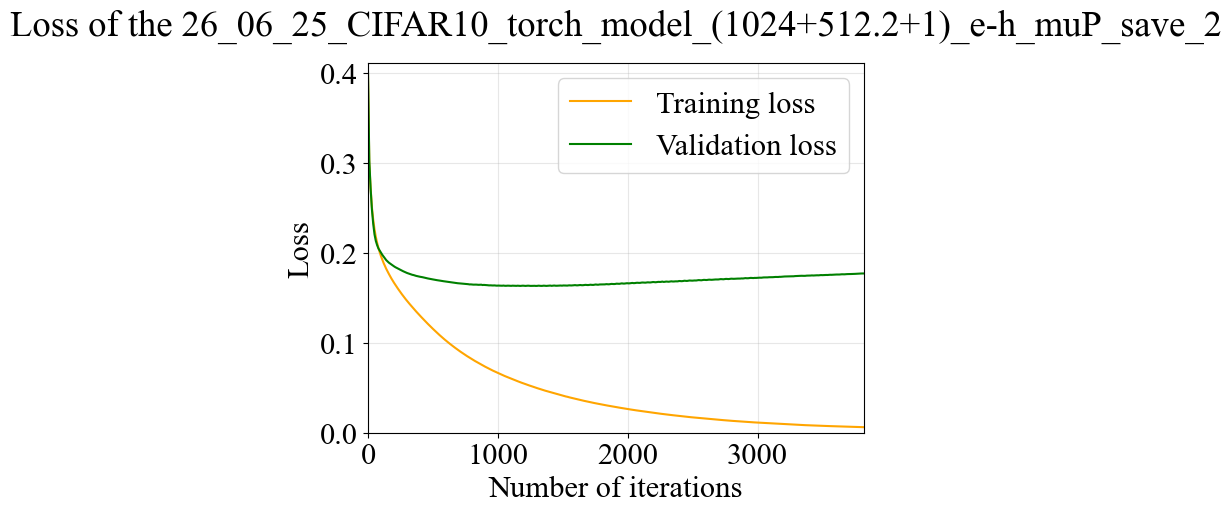 Loss of the 26_06_25_CIFAR10_torch_model_(1024+512.2+1)_e-h_muP_save_2
0.4
0.3
0.2
0.1
0.0
Loss
Training loss
Validation loss
0 1000 2000 3000
Number of iterations